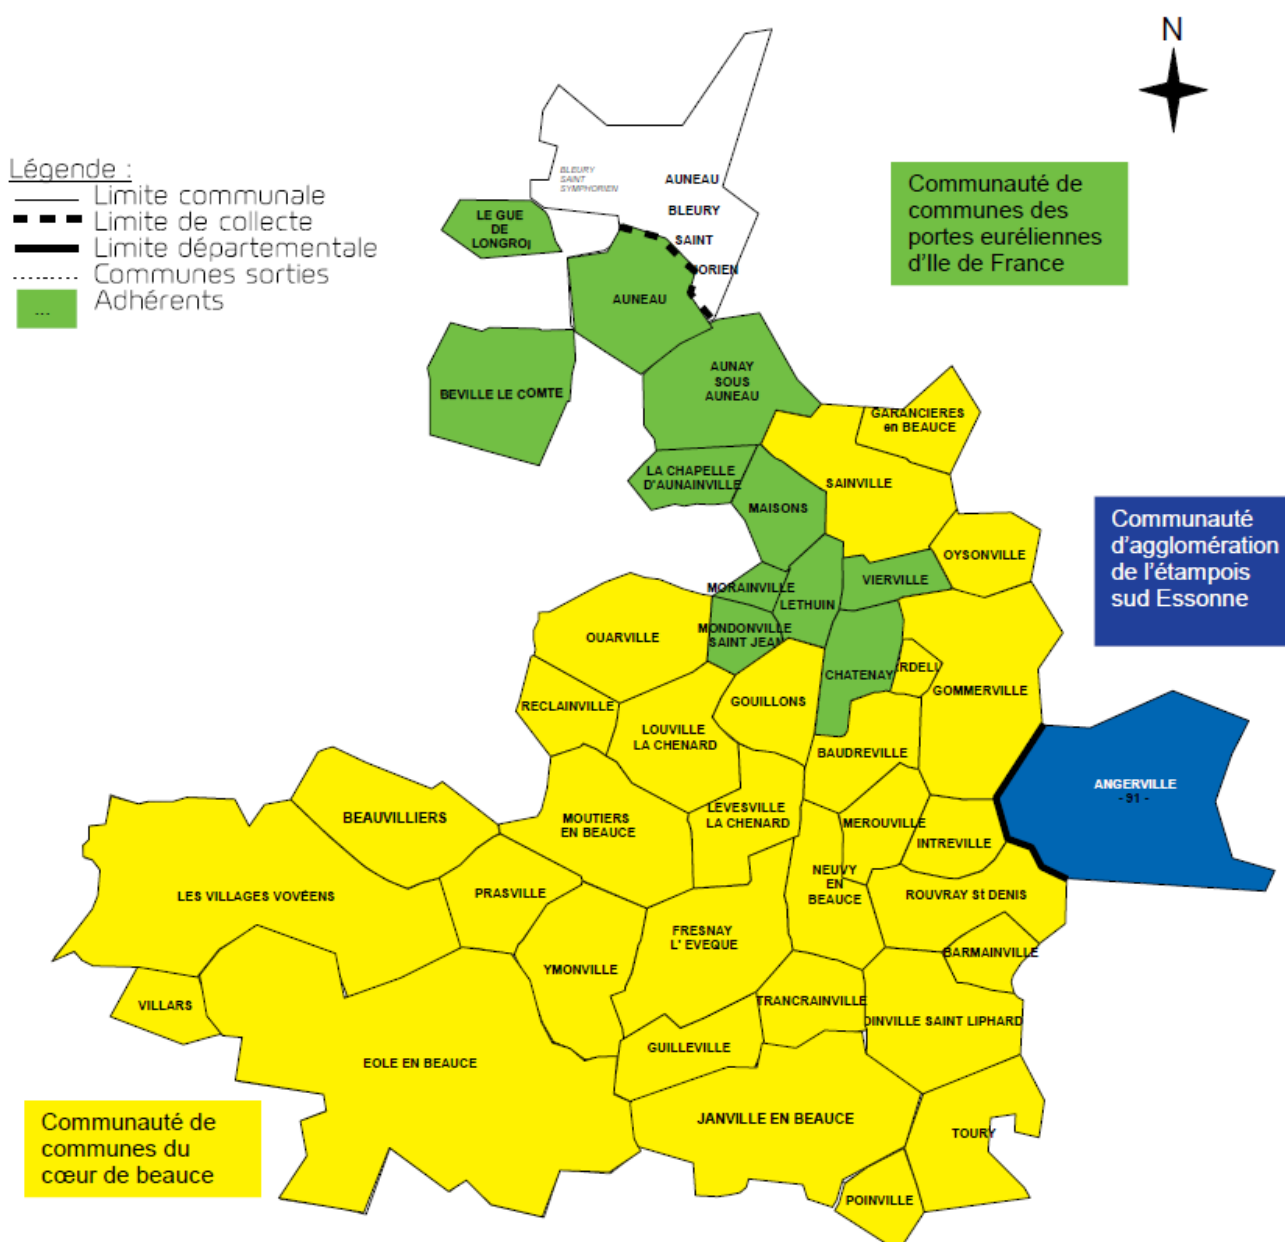 N
Légende :
Limite communale
Limite de collecte
Limite départementale
Communes sorties
...
Adhérents
BLEURY
SAINT
SYMPHORIEN
AUNEAU
BLEURY
SAINT
ORIEN
Communauté de
communes des
portes euréliennes
d'Ile de France
LE GUE
DE
LONGROI
AUNEAU
BEVILLE LE COMTE
AUNAY
SOUS
AUNEAU
GARANCIERES
en BEAUCE
LA CHAPELLE
D'AUNAINVILLE
SAINVILLE
MAISONS
Communauté
d'agglomération
de l'étampois
sud Essonne
OYSONVILLE
MORAINVILLE
VIERVILLE
LETHUIN
MONDONVILLE
SAINT JEAN
OUARVILLE
CHATENAY
RDELL
GOMMERVILLE
RECLAINVILLE
GOUILLONS
LOUVILLE
LA CHENARD
BAUDREVILLE
ANGERVILLE
- 91 -
BEAUVILLIERS
MOUTIERS
EN BEAUCE
LEVESVILLE
LA CHENARD
MEROUVILLE
INTREVILLE
LES VILLAGES VOVÉENS
PRASVILLE
NEUVY
EN
BEAUCE
ROUVRAY St DENIS
FRESNAY
L' EVEQUE
BARMAINVILLE
YMONVILLE
VILLARS
TRANCRAINVILLE
OINVILLE SAINT LIPHARD
EOLE EN BEAUCE
GUILLEVILLE
Communauté de
communes du
cœur de beauce
JANVILLE EN BEAUCE
TOURY
POINVILLE